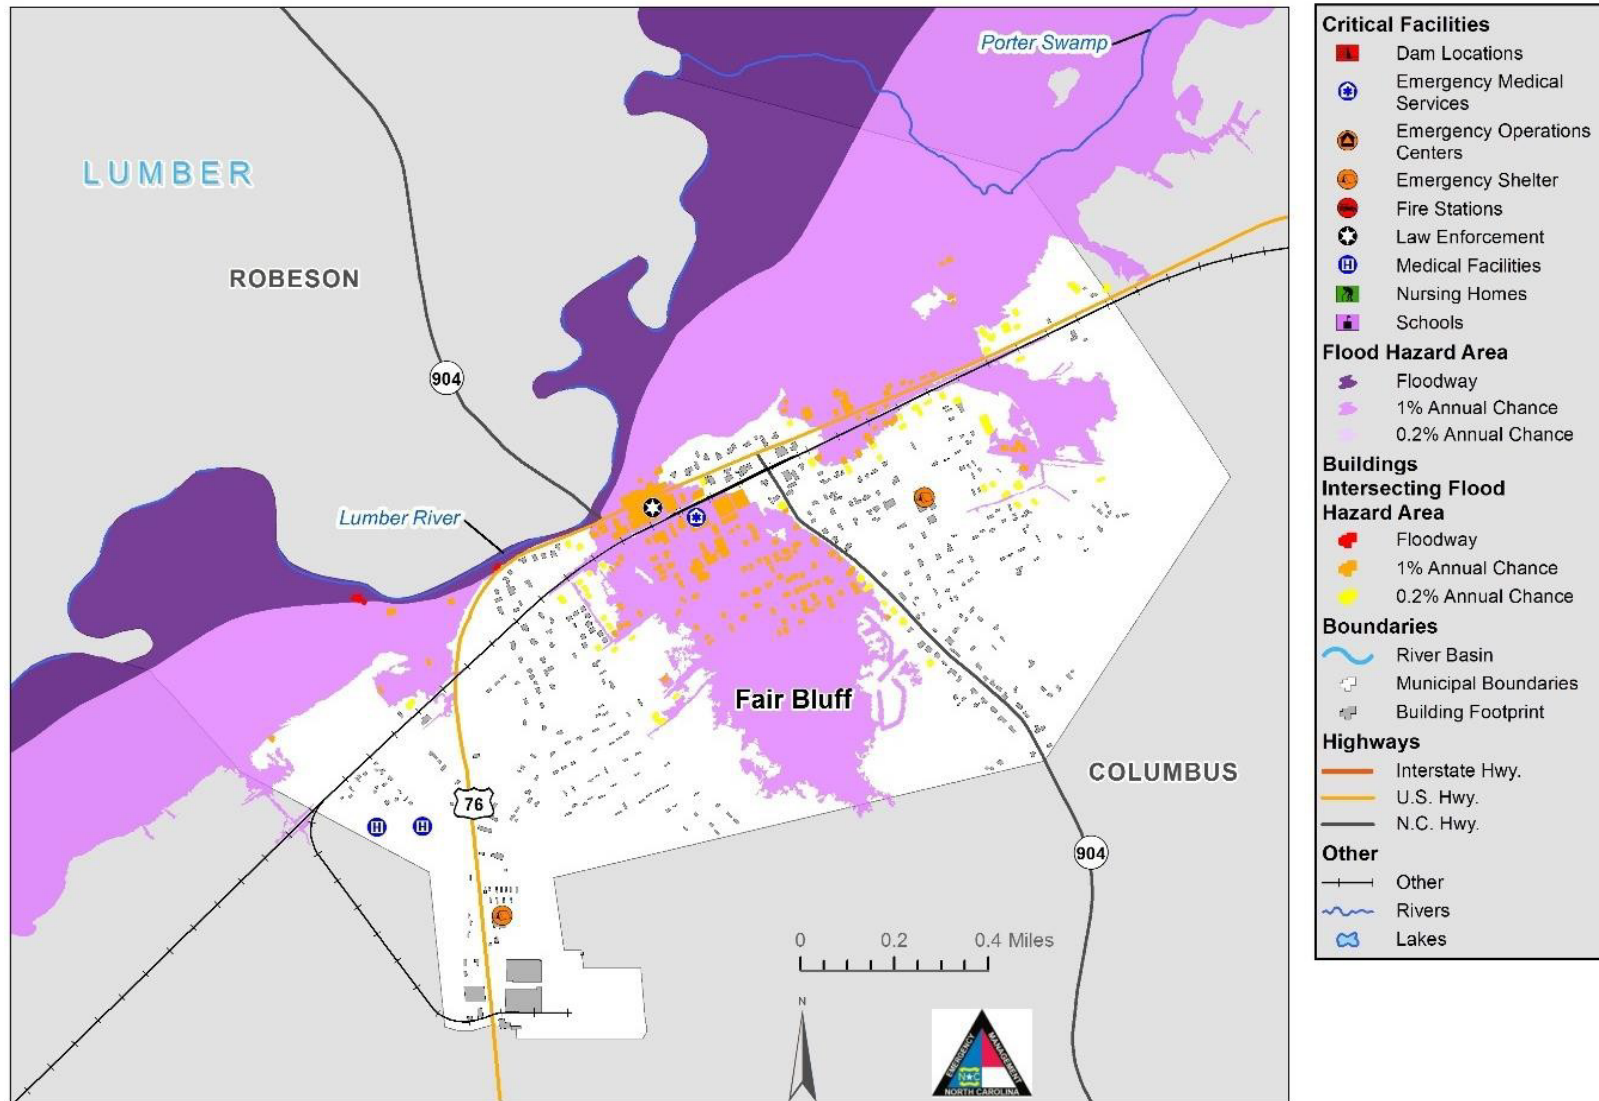 Porter Swamp
LUMBER
ROBESON
904
Lumber River
Fair Bluff
COLUMBUS
76
904
0 0.2 0.4 Miles
N
EMERGENCY
MANAGEMENT
N★C
NORTH CAROLINA
Critical Facilities
Dam Locations
Emergency Medical
Services
Emergency Operations
Centers
Emergency Shelter
Fire Stations
Law Enforcement
H Medical Facilities
Nursing Homes
Schools
Flood Hazard Area
Floodway
1% Annual Chance
0.2% Annual Chance
Buildings
Intersecting Flood
Hazard Area
Floodway
1% Annual Chance
0.2% Annual Chance
Boundaries
River Basin
Municipal Boundaries
Building Footprint
Highways
Interstate Hwy.
U.S. Hwy.
N.C. Hwy.
Other
Other
Rivers
Lakes
H
H